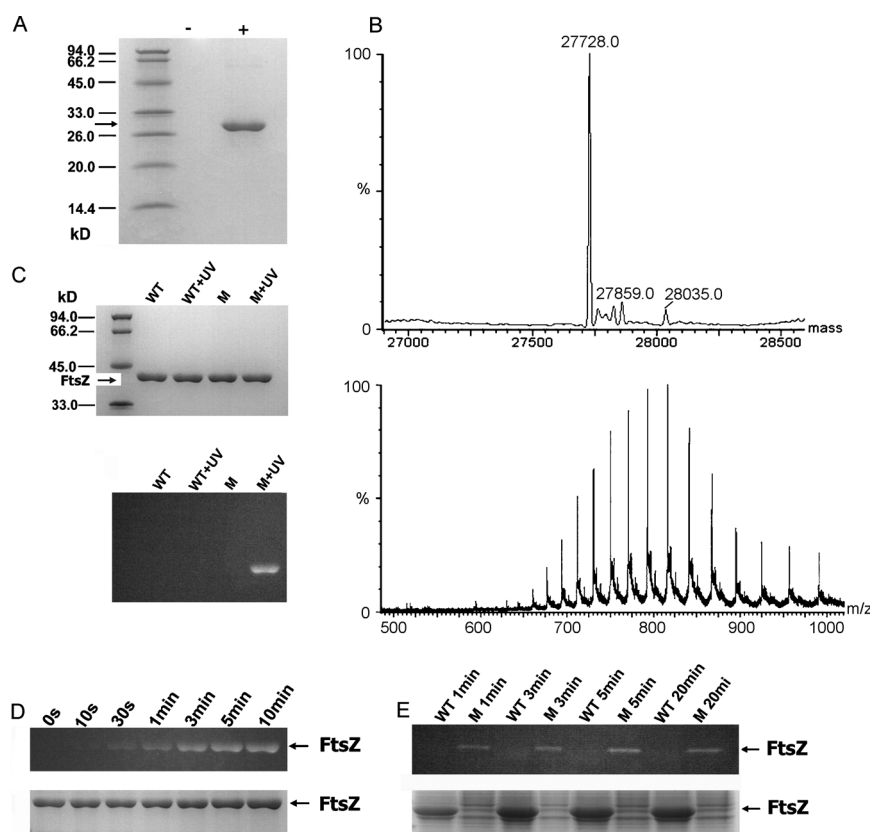 A
- +
94.0
66.2
45.0
33.0
26.0
20.0
14.4
kD
B
27728.0
100
%
27859.0 28035.0
0
mass
27000 27500 28000 28500
100
%
0
m/z
500 600 700 800 900 1000
C
kD
WT WT+UV M M+UV
94.0
66.2
45.0
FtsZ
33.0
WT WT+UV M M+UV
D
0s 10s 30s 1min 3min 5min 10min
FtsZ
FtsZ
E
WT 1min M 1min WT 3min M 3min WT 5min M 5min WT 20min M 20mi
FtsZ
FtsZ